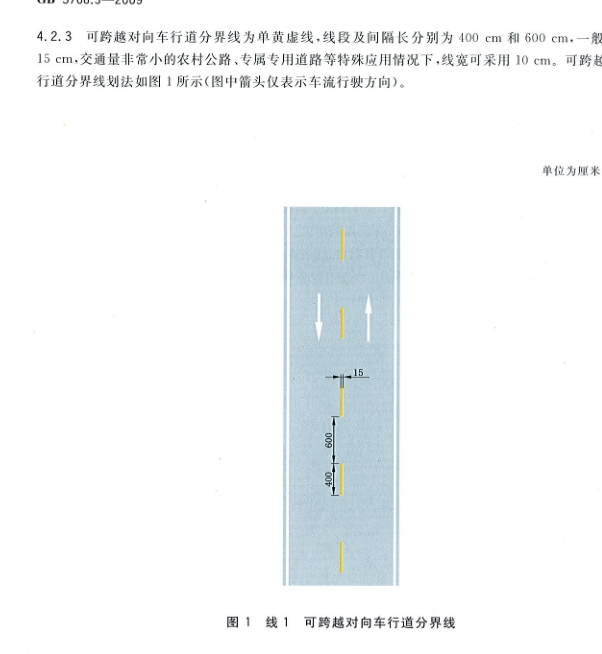 GB 5768.3—2009
4.2.3 可跨越对向车行道分界线为单黄虚线,线段及间隔长分别为 400 cm 和 600 cm,一般
15 cm,交通量非常小的农村公路、专属专用道路等特殊应用情况下,线宽可采用 10 cm。可跨越
行道分界线划法如图 1 所示(图中箭头仅表示车流行驶方向)。
单位为厘米
15
600
400
图 1 线 1 可跨越对向车行道分界线